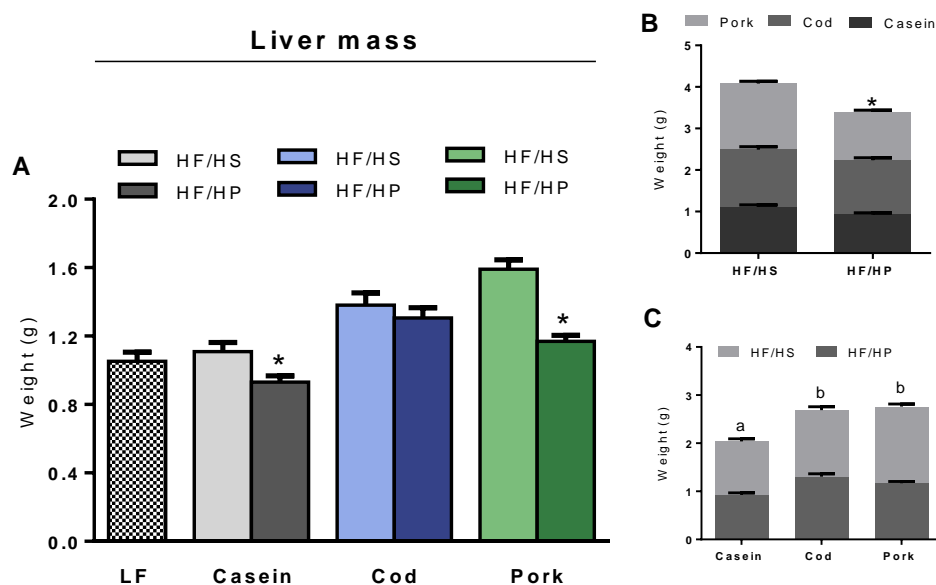 Liver mass
A
HF/HS HF/HS HF/HS
HF/HP HF/HP HF/HP
2.0
1.6
1.2
0.8
0.4
0.0
Weight (g)
*
*
LF Casein Cod Pork
B
Pork Cod Casein
5
4
3
2
1
0
Weight (g)
*
HF/HS HF/HP
C
HF/HS HF/HP
4
3
2
1
0
Weight (g)
a b b
Casein Cod Pork